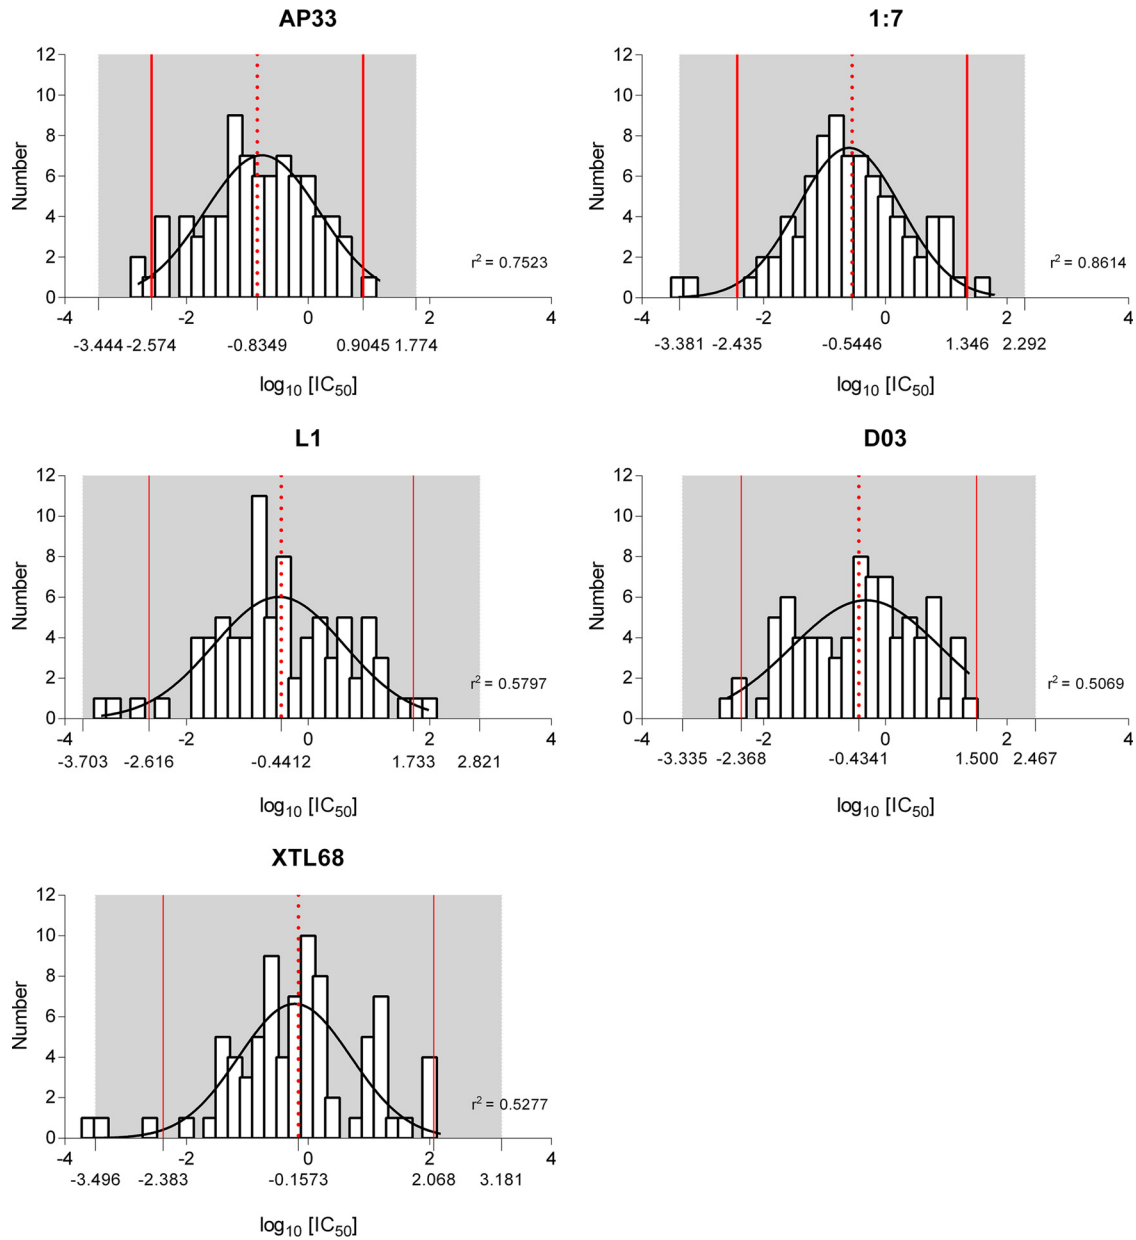 AP33
12
10
8
6
4
2
0
Number
r² = 0.7523
-4 -2 0 2 4
-3.444 -2.574 -0.8349 0.9045 1.774
log₁₀ [IC₅₀]
1:7
12
10
8
6
4
2
0
Number
r² = 0.8614
-4 -2 0 2 4
-3.381 -2.435 -0.5446 1.346 2.292
log₁₀ [IC₅₀]
L1
12
10
8
6
4
2
0
Number
r² = 0.5797
-4 -2 0 2 4
-3.703 -2.616 -0.4412 1.733 2.821
log₁₀ [IC₅₀]
D03
12
10
8
6
4
2
0
Number
r² = 0.5069
-4 -2 0 2 4
-3.335 -2.368 -0.4341 1.500 2.467
log₁₀ [IC₅₀]
XTL68
12
10
8
6
4
2
0
Number
r² = 0.5277
-4 -2 0 2 4
-3.496 -2.383 -0.1573 2.068 3.181
log₁₀ [IC₅₀]